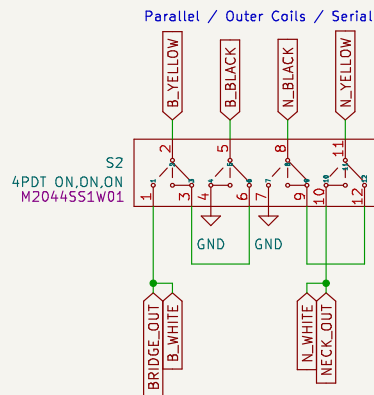 Parallel / Outer Coils / Serial
B_YELLOW
B_BLACK
N_BLACK
N_YELLOW
2
5
8
11
S2
4PDT ON,ON,ON
M2044SS1W01
1
3
4
6
7
9
10
12
GND
GND
BRIDGE_OUT
B_WHITE
N_WHITE
NECK_OUT